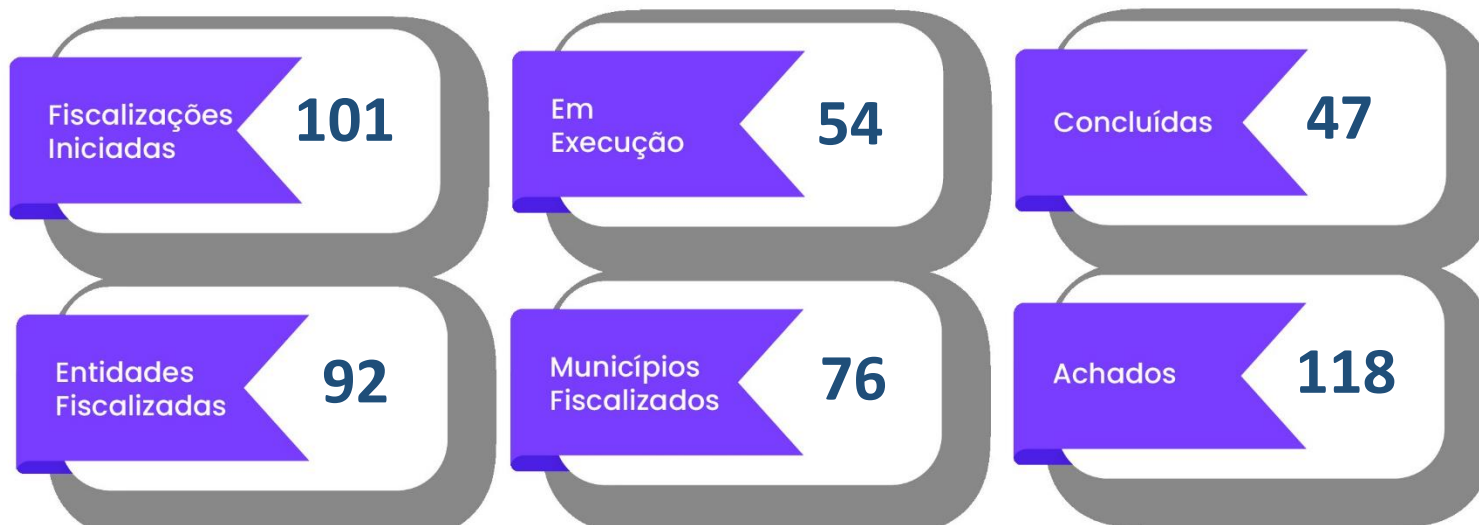 Fiscalizações
Iniciadas
101
Em
Execução
54
Concluídas
47
Entidades
Fiscalizadas
92
Municípios
Fiscalizados
76
Achados
118